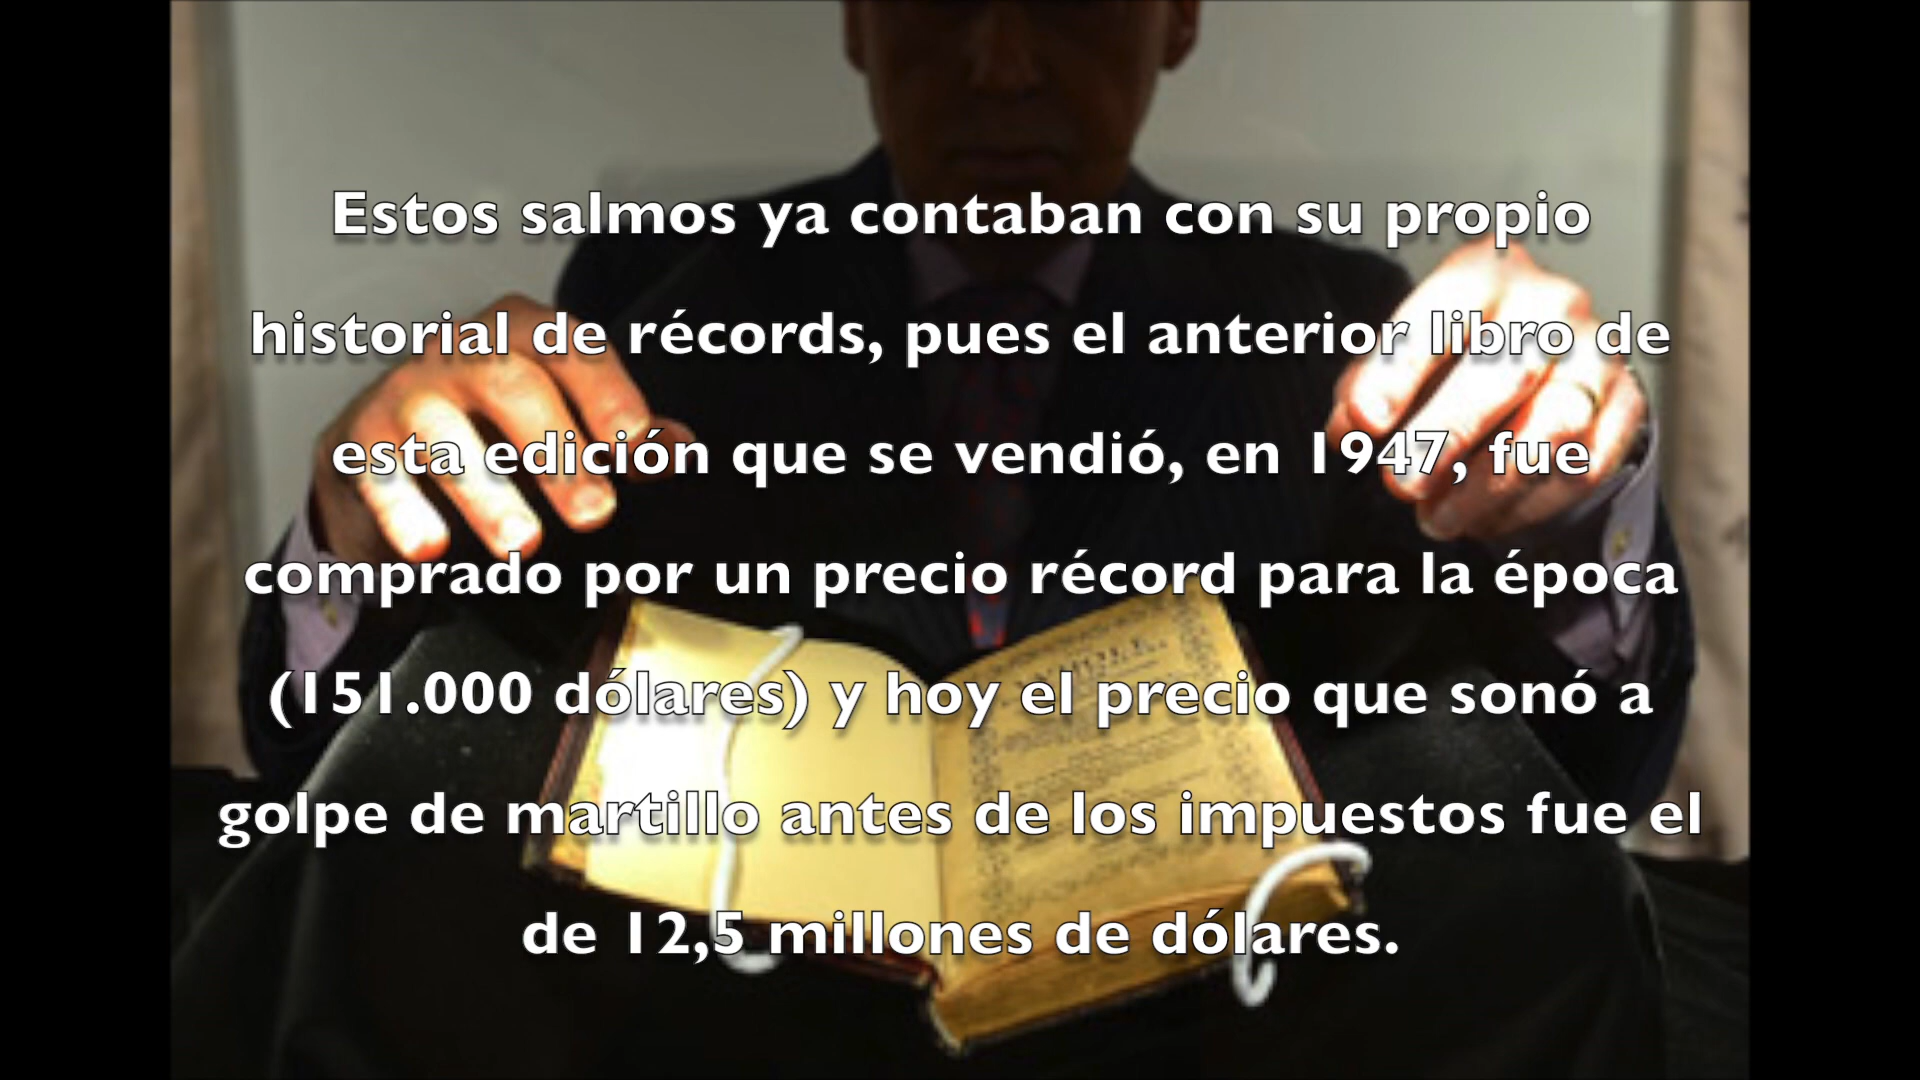 Estos salmos ya contaban con su propio
historial de récords, pues el anterior libro de
esta edición que se vendió, en 1947, fue
comprado por un precio récord para la época
(151.000 dólares) y hoy el precio que sonó a
golpe de martillo antes de los impuestos fue el
de 12,5 millones de dólares.